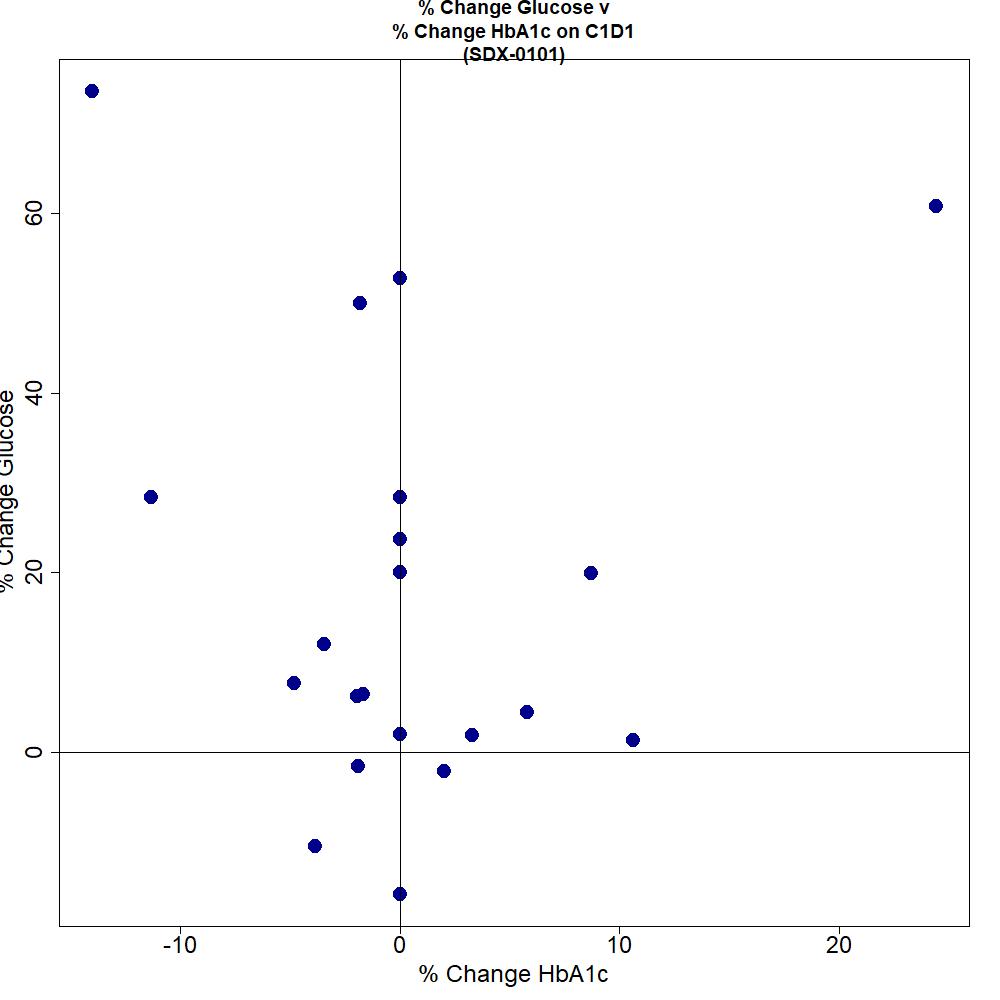 % Change Glucose v
% Change HbA1c on C1D1
(SDX-0101)
60
40
20
0
% Change Glucose
-10
0
10
20
% Change HbA1c